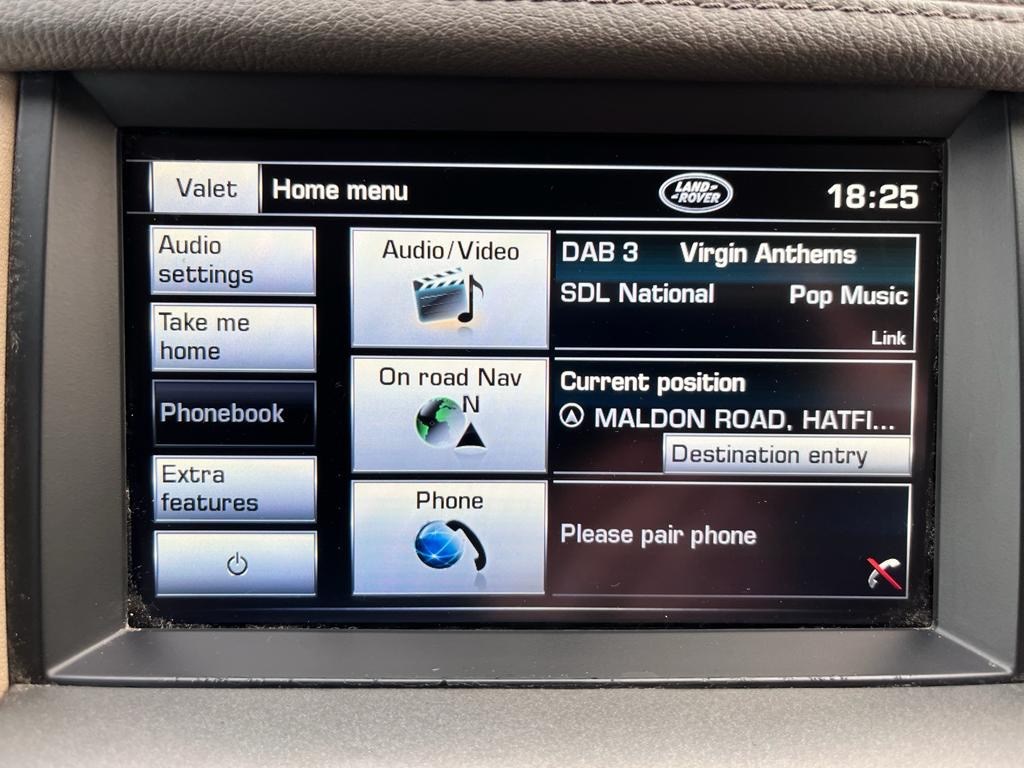 Valet
Home menu
LAND-
-ROVER
18:25
Audio
settings
Take me
home
Phonebook
Extra
features
Audio/Video
DAB 3 Virgin Anthems
SDL National Pop Music
Link
On road Nav
N
Current position
MALDON ROAD, HATFI...
Destination entry
Phone
Please pair phone